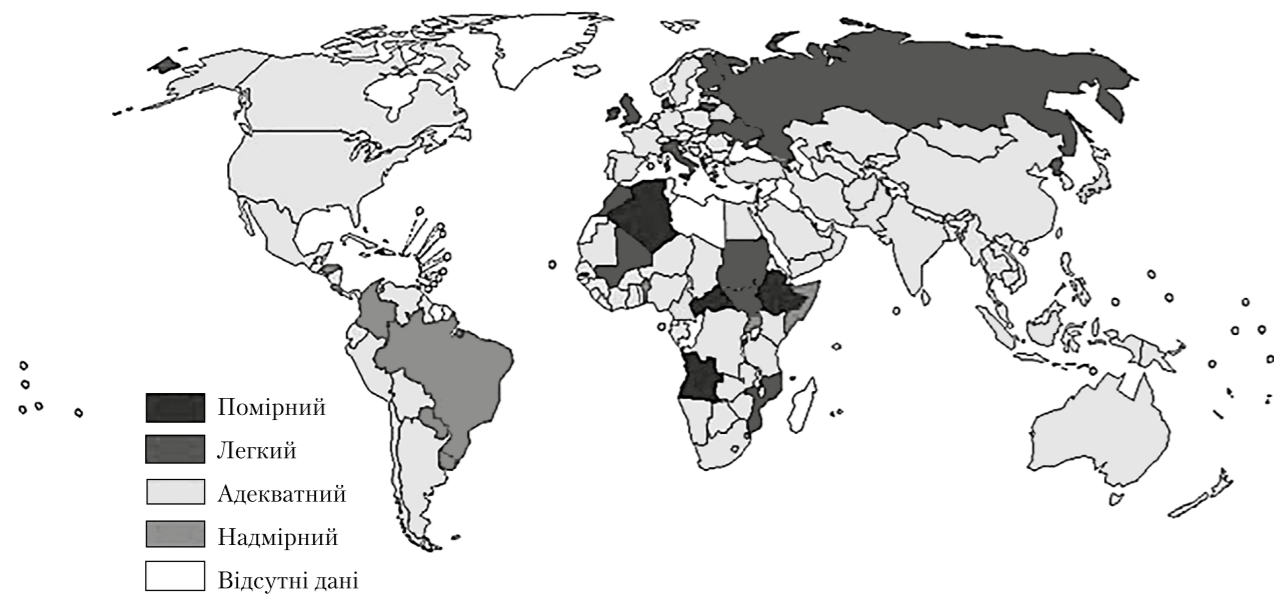 Помірний
Легкий
Адекватний
Надмірний
Відсутні дані